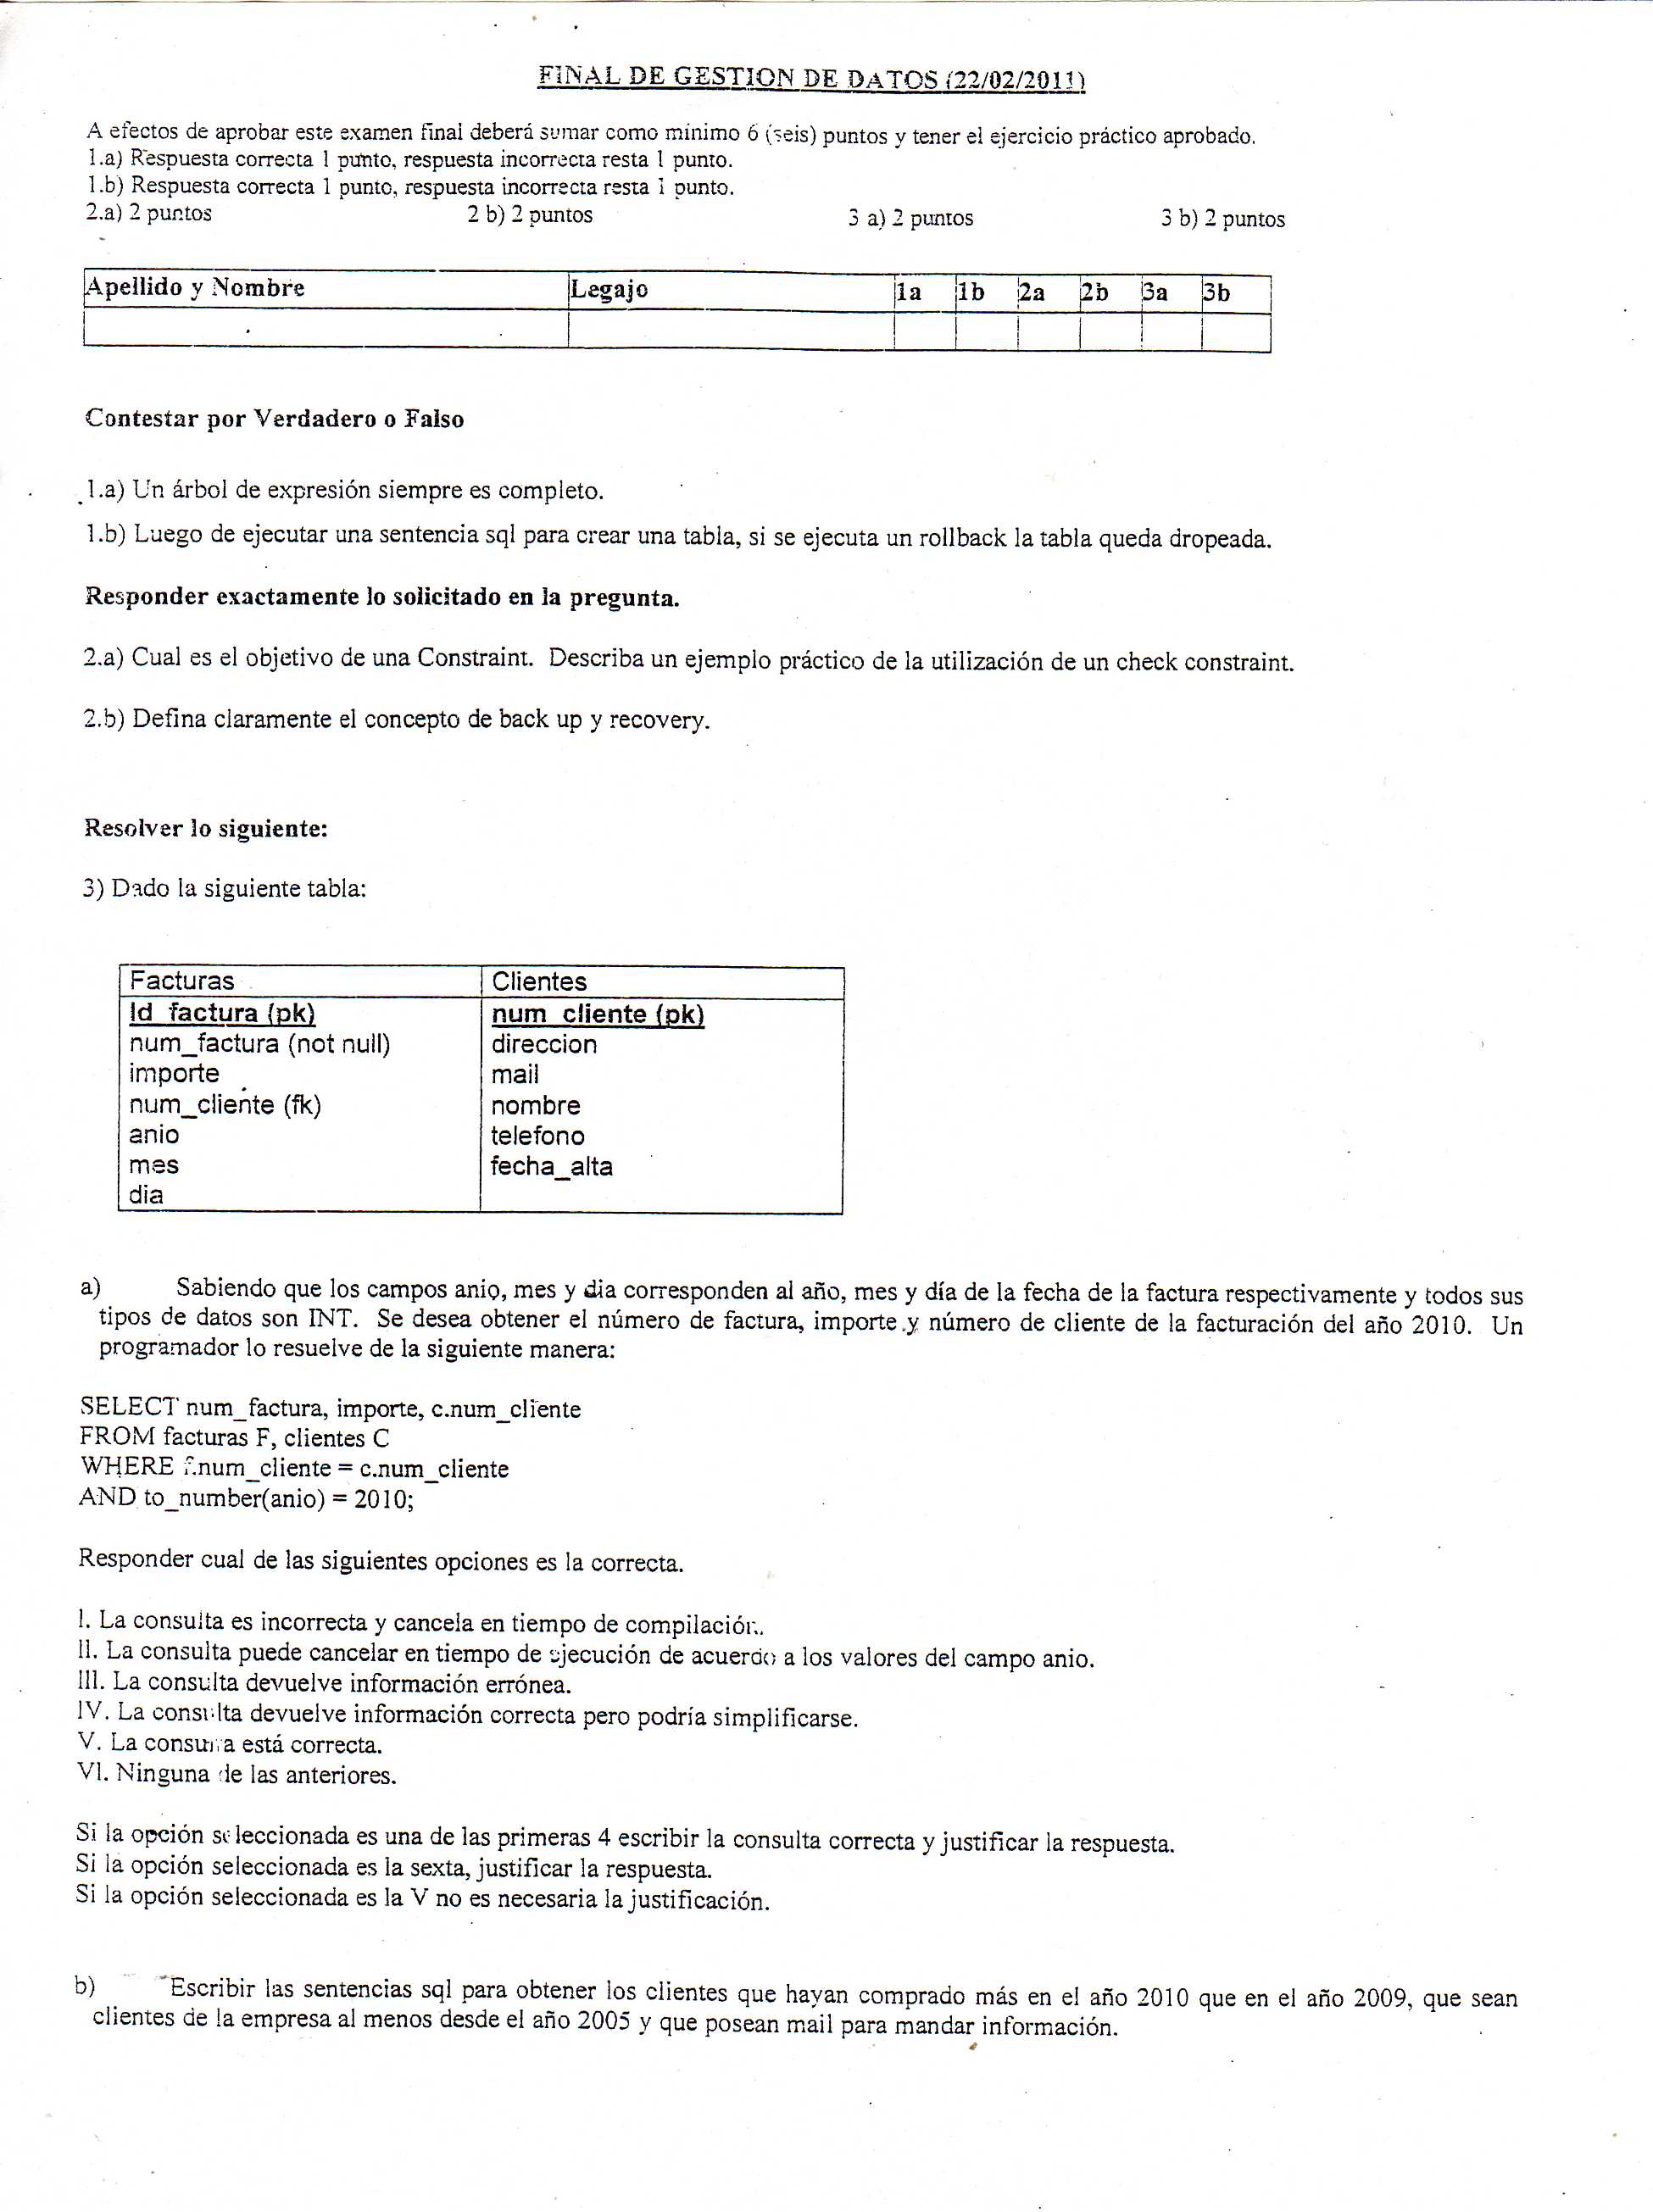 FINAL DE GESTION DE DATOS (22/02/2011)
A efectos de aprobar este examen final deberá sumar como mínimo 6 (seis) puntos y tener el ejercicio práctico aprobado.
1.a) Respuesta correcta 1 punto, respuesta incorrecta resta 1 punto.
1.b) Respuesta correcta 1 punto, respuesta incorrecta resta 1 punto.
2.a) 2 puntos 2 b) 2 puntos 3 a) 2 puntos 3 b) 2 puntos
Apellido y Nombre Legajo 1a 1b 2a 2b 3a 3b
Contestar por Verdadero o Falso
1.a) Un árbol de expresión siempre es completo.
1.b) Luego de ejecutar una sentencia sql para crear una tabla, si se ejecuta un rollback la tabla queda dropeada.
Responder exactamente lo solicitado en la pregunta.
2.a) Cual es el objetivo de una Constraint. Describa un ejemplo práctico de la utilización de un check constraint.
2.b) Defina claramente el concepto de back up y recovery.
Resolver lo siguiente:
3) Dado la siguiente tabla:
Facturas Clientes
Id_factura (pk) num_cliente (pk)
num_factura (not null) direccion
importe mail
num_cliente (fk) nombre
anio telefono
mes fecha_alta
dia
a) Sabiendo que los campos anio, mes y dia corresponden al año, mes y día de la fecha de la factura respectivamente y todos sus
tipos de datos son INT. Se desea obtener el número de factura, importe y número de cliente de la facturación del año 2010. Un
programador lo resuelve de la siguiente manera:
SELECT num_factura, importe, c.num_cliente
FROM facturas F, clientes C
WHERE f.num_cliente = c.num_cliente
AND to_number(anio) = 2010;
Responder cual de las siguientes opciones es la correcta.
I. La consulta es incorrecta y cancela en tiempo de compilación.
II. La consulta puede cancelar en tiempo de ejecución de acuerdo a los valores del campo anio.
III. La consulta devuelve información errónea.
IV. La consulta devuelve información correcta pero podría simplificarse.
V. La consulta está correcta.
VI. Ninguna de las anteriores.
Si la opción seleccionada es una de las primeras 4 escribir la consulta correcta y justificar la respuesta.
Si la opción seleccionada es la sexta, justificar la respuesta.
Si la opción seleccionada es la V no es necesaria la justificación.
b) Escribir las sentencias sql para obtener los clientes que hayan comprado más en el año 2010 que en el año 2009, que sean
clientes de la empresa al menos desde el año 2005 y que posean mail para mandar información.